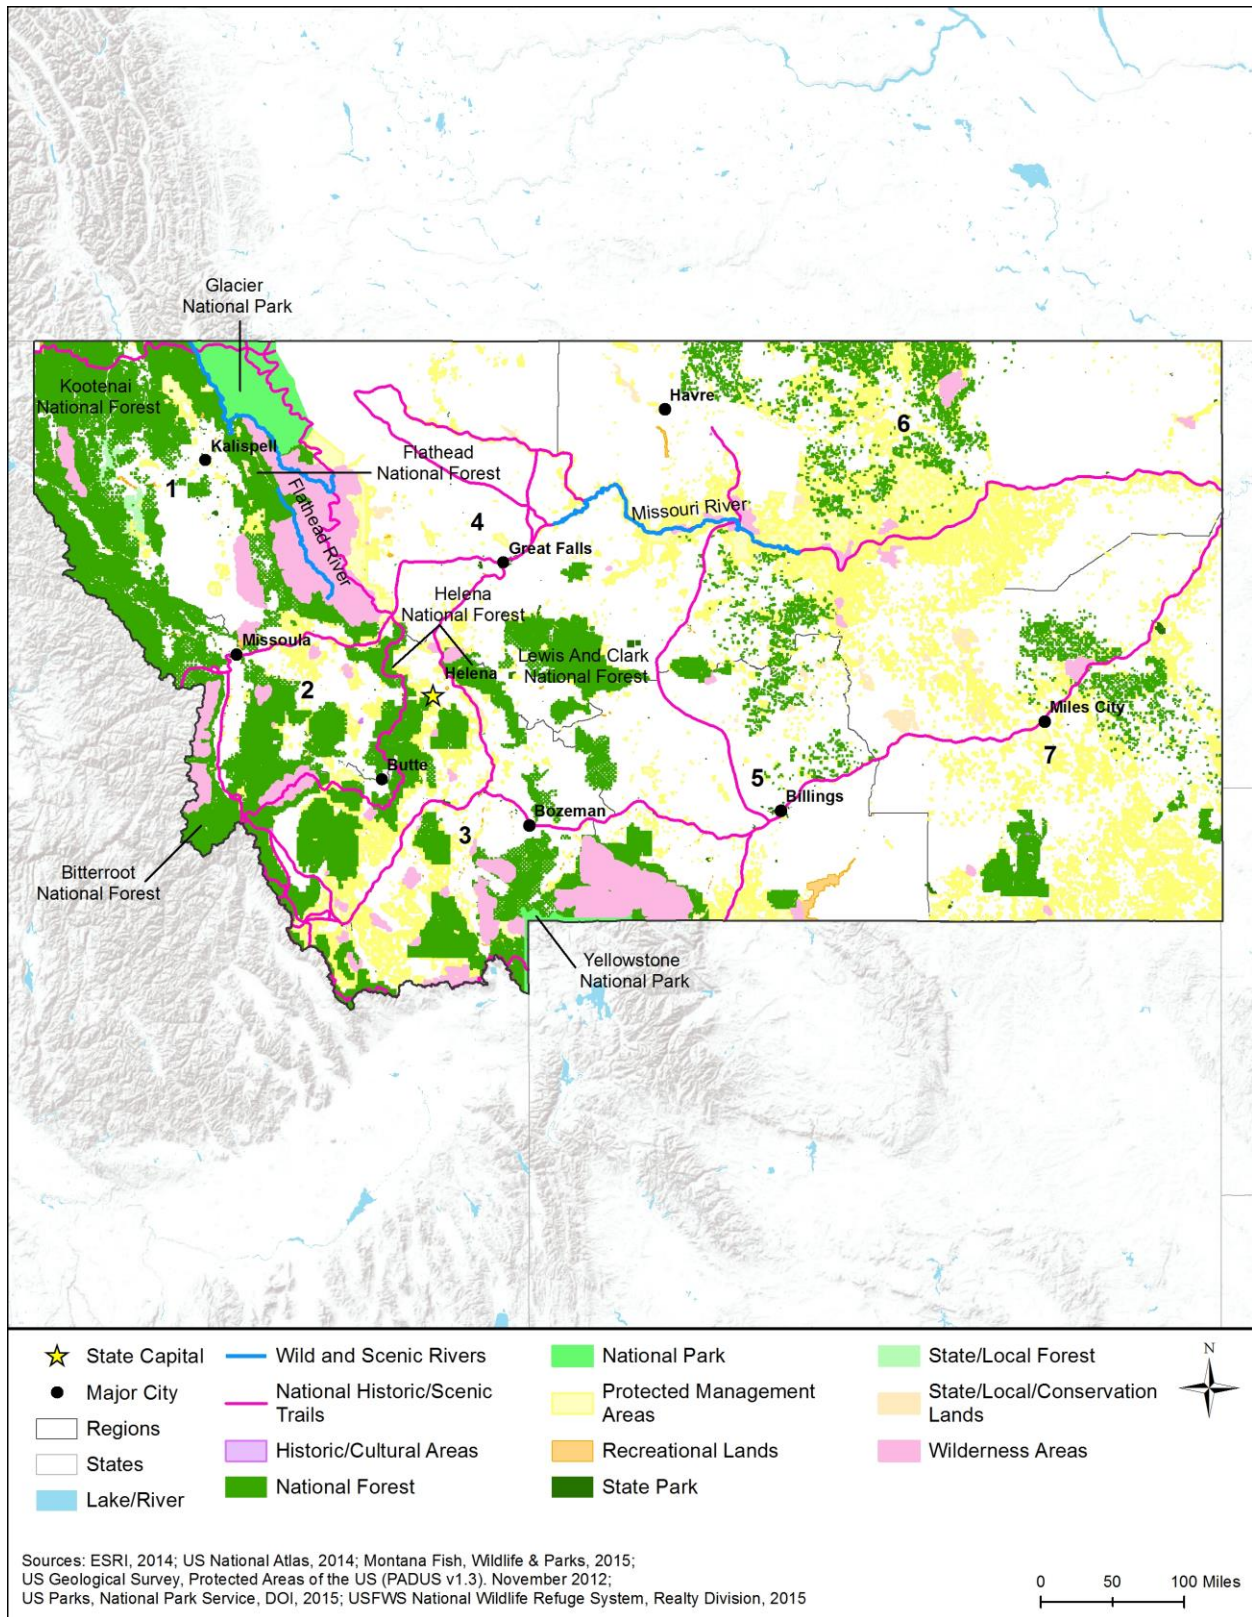 Glacier
National Park
Kootenai
National Forest
Havre
6
Kalispell
Flathead
National Forest
1
Flathead River
Missouri River
4
Great Falls
Helena
National Forest
Missoula
Lewis And Clark
National Forest
Helena
2
Miles City
Butte
7
5
Billings
Bozeman
3
Bitterroot
National Forest
Yellowstone
National Park
State Capital
Major City
Regions
States
Lake/River
Wild and Scenic Rivers
National Historic/Scenic
Trails
Historic/Cultural Areas
National Forest
National Park
Protected Management
Areas
Recreational Lands
State Park
State/Local Forest
State/Local/Conservation
Lands
Wilderness Areas
N
Sources: ESRI, 2014; US National Atlas, 2014; Montana Fish, Wildlife & Parks, 2015;
US Geological Survey, Protected Areas of the US (PADUS v1.3). November 2012;
US Parks, National Park Service, DOI, 2015; USFWS National Wildlife Refuge System, Realty Division, 2015
0 50 100 Miles